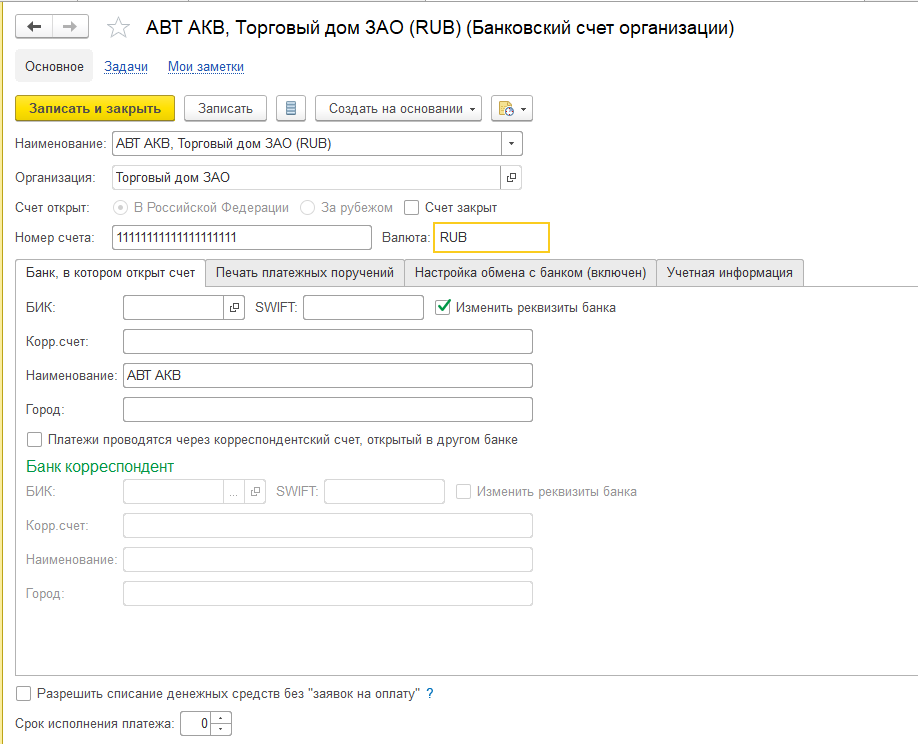 АВТ АКВ, Торговый дом ЗАО (RUB) (Банковский счет организации)
Основное Задачи Мои заметки
Записать и закрыть Записать Создать на основании
Наименование: АВТ АКВ, Торговый дом ЗАО (RUB)
Организация: Торговый дом ЗАО
Счет открыт: В Российской Федерации За рубежом Счет закрыт
Номер счета: 11111111111111111111 Валюта: RUB
Банк, в котором открыт счет Печать платежных поручений Настройка обмена с банком (включен) Учетная информация
БИК: SWIFT: Изменить реквизиты банка
Корр.счет:
Наименование: АВТ АКВ
Город:
Платежи проводятся через корреспондентский счет, открытый в другом банке
Банк корреспондент
БИК: ... SWIFT: Изменить реквизиты банка
Корр.счет:
Наименование:
Город:
Разрешить списание денежных средств без "заявок на оплату" ?
Срок исполнения платежа: 0